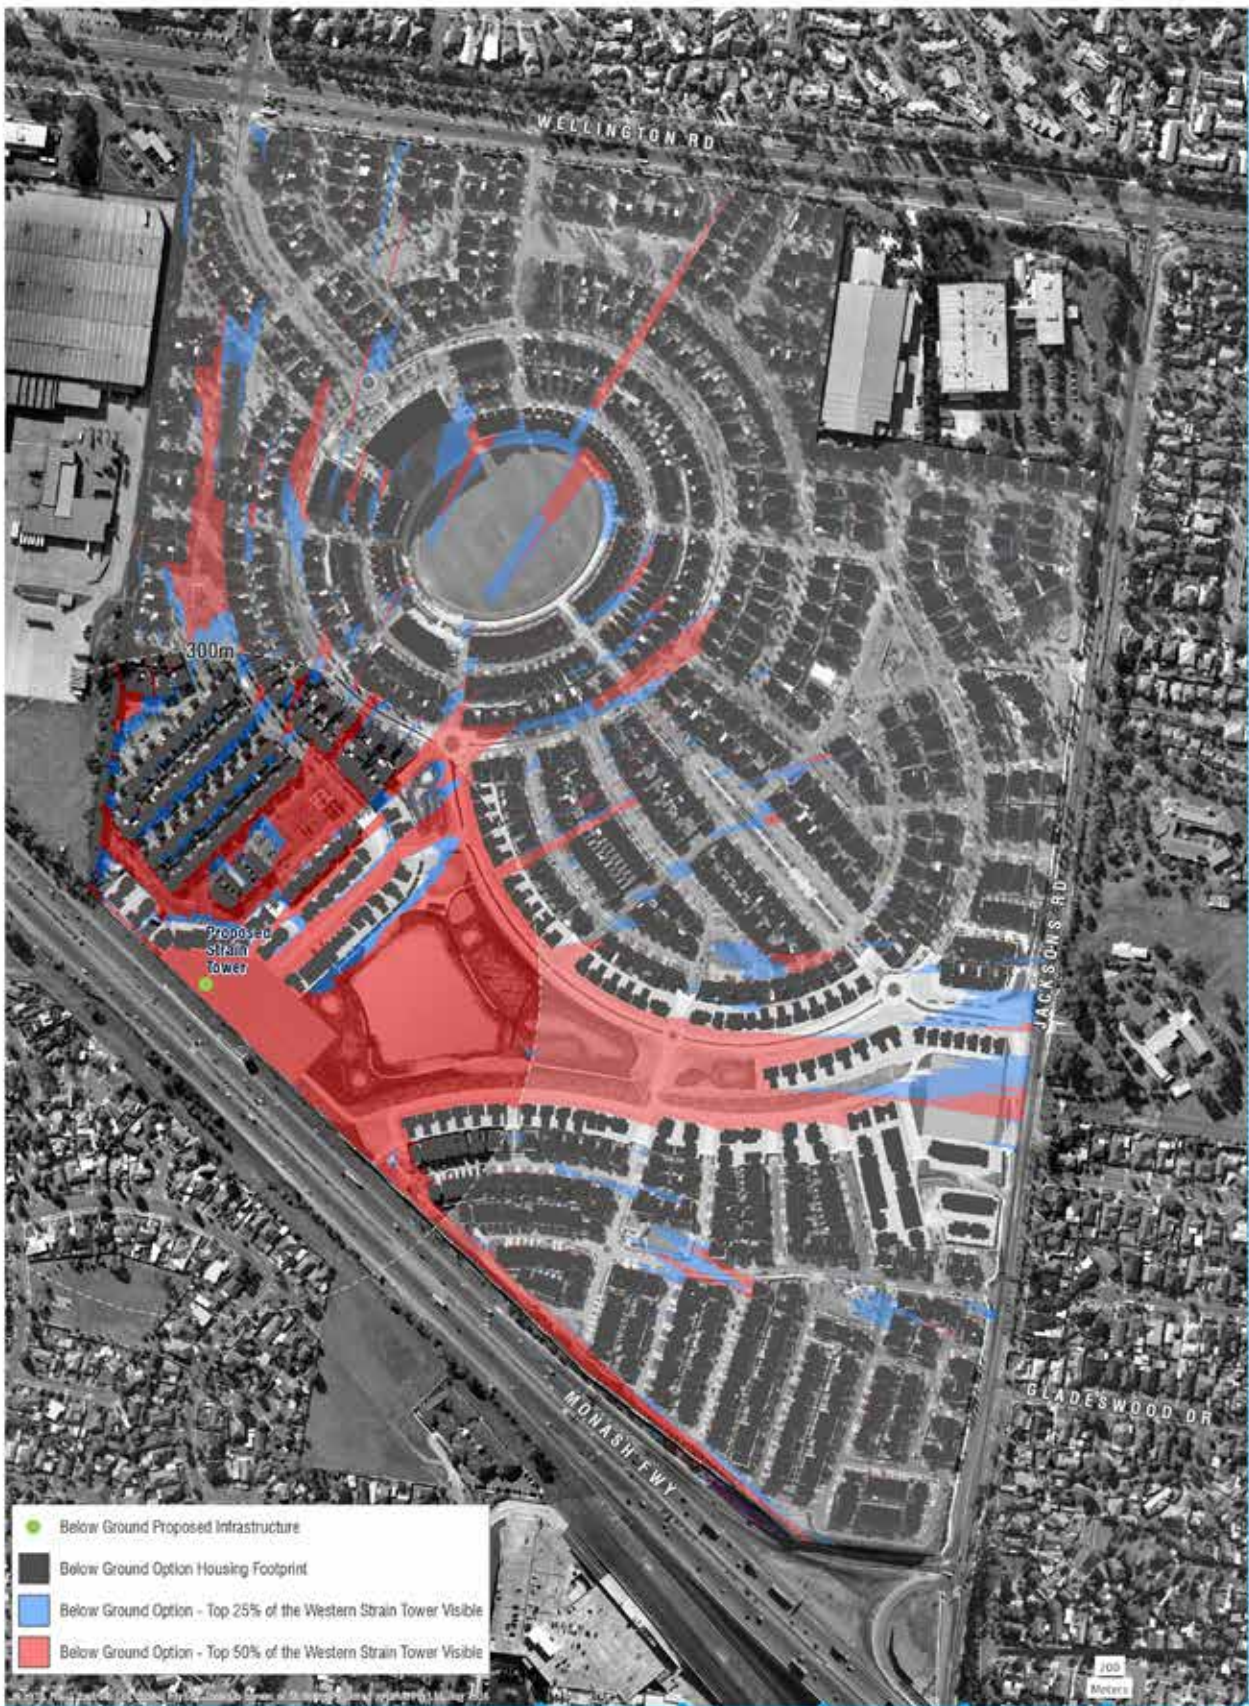 WELLINGTON RD
300m
Proposed
Strain
Tower
JACKSONS RD
GLADESWOOD DR
MONASH FWY
Below Ground Proposed Infrastructure
Below Ground Option Housing Footprint
Below Ground Option - Top 25% of the Western Strain Tower Visible
Below Ground Option - Top 50% of the Western Strain Tower Visible
200
Meters